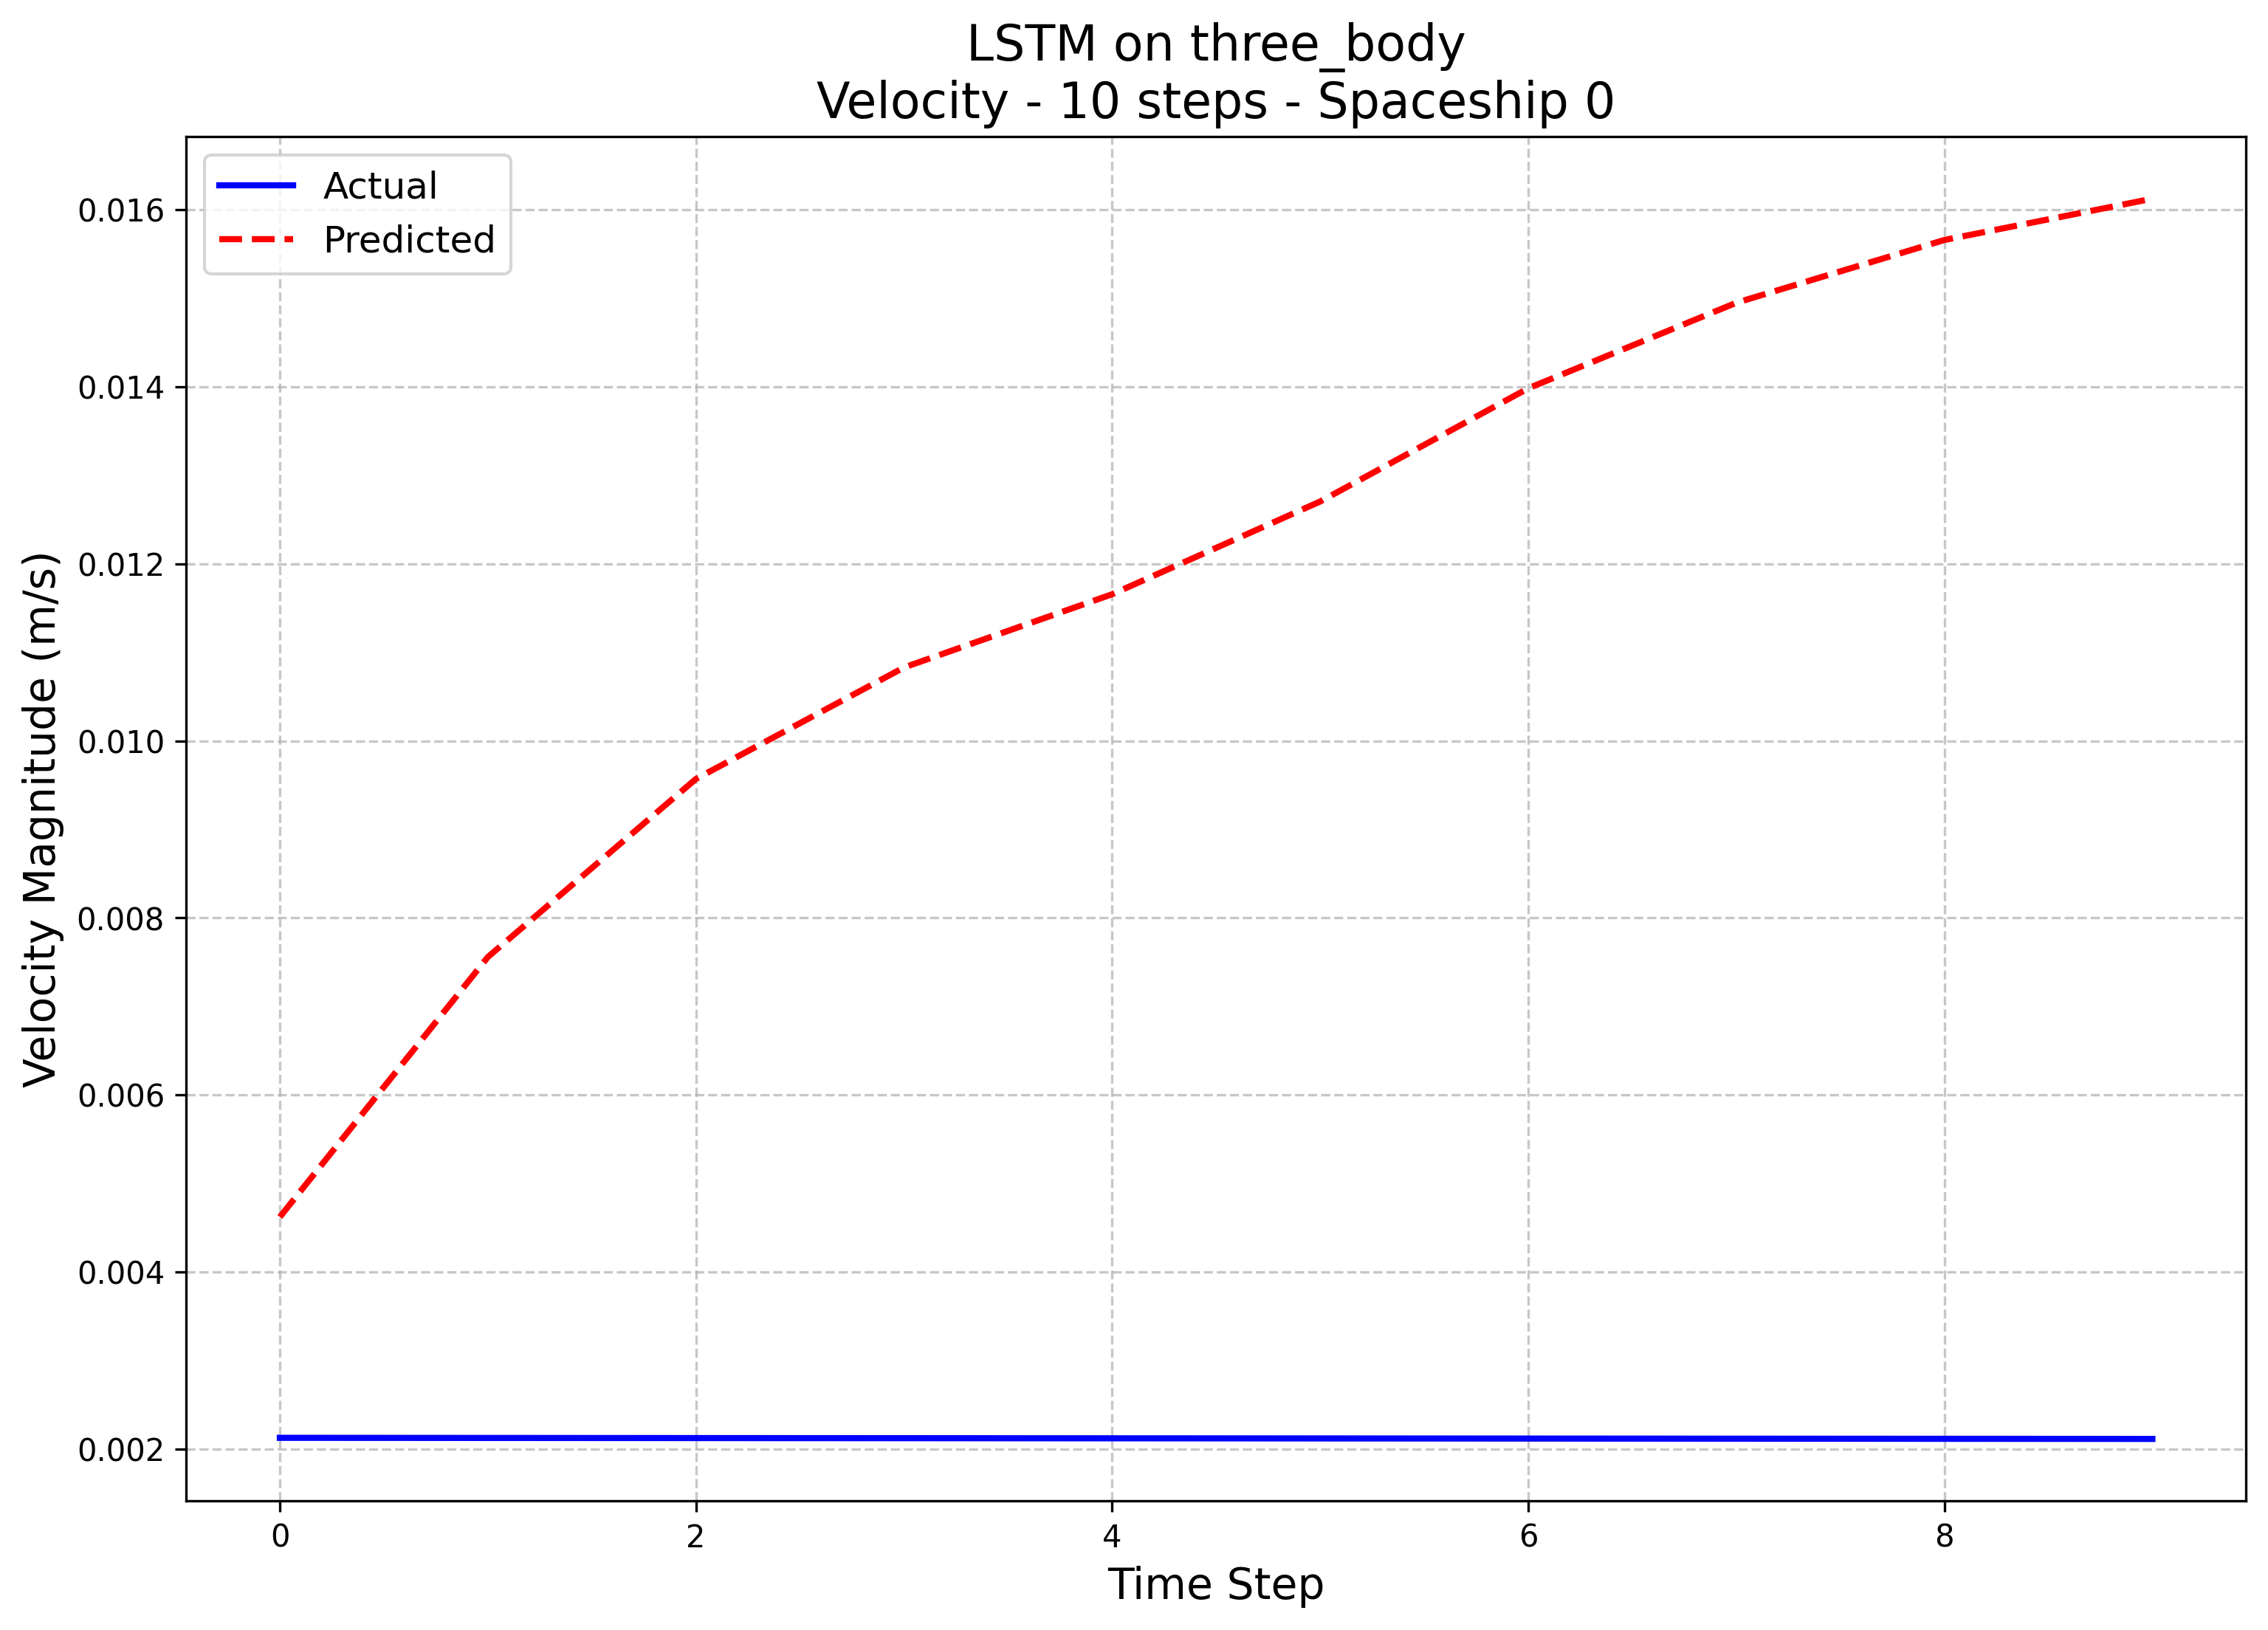 LSTM on three_body
Velocity - 10 steps - Spaceship 0
Actual
Predicted
Velocity Magnitude (m/s)
0.016
0.014
0.012
0.010
0.008
0.006
0.004
0.002
0 2 4 6 8
Time Step